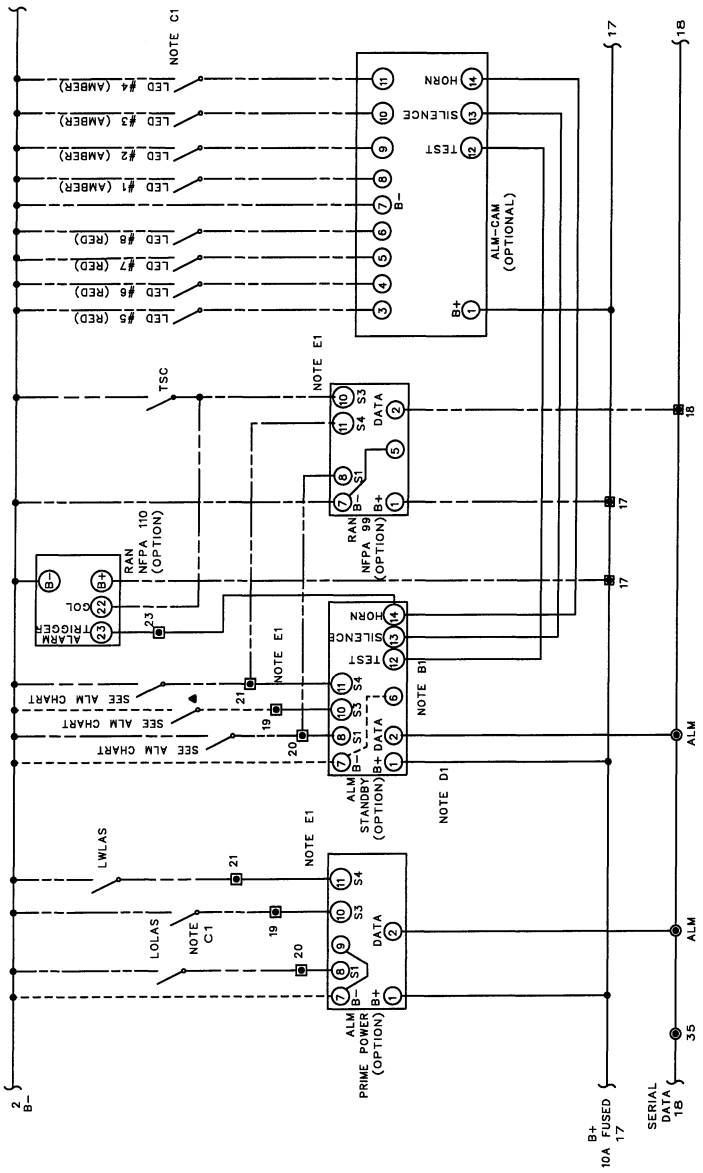 NOTE C1
LED #4 (AMBER)
LED #3 (AMBER)
LED #2 (AMBER)
LED #1 (AMBER)
LED #8 (RED)
LED #7 (RED)
LED #6 (RED)
LED #5 (RED)
11
10
9
8
7
B-
6
5
4
3
HORN
14
SILENCE
13
TEST
12
ALM-CAM
(OPTIONAL)
B+
1
17
18
TSC
NOTE E1
10
S3
11
S4
DATA
2
8
S1
5
7
B-
B+
1
RAN
NFPA 99
(OPTION)
18
17
17
RAN
NFPA 110
(OPTION)
B-
B+
GOL
22
ALARM
TRIGGER
23
23
NOTE E1
SEE ALM CHART
SEE ALM CHART
SEE ALM CHART
21
19
20
HORN
14
SILENCE
13
TEST
12
11
S4
10
S3
8
S1
7
B-
6
DATA
2
B+
1
NOTE B1
ALM
STANDBY
(OPTION)
NOTE D1
ALM
LWLAS
NOTE E1
21
LOLAS
NOTE
C1
19
20
11
S4
10
S3
9
8
S1
7
B-
DATA
2
B+
1
ALM
PRIME POWER
(OPTION)
ALM
35
2
B-
B+
10A FUSED
17
SERIAL
DATA
18